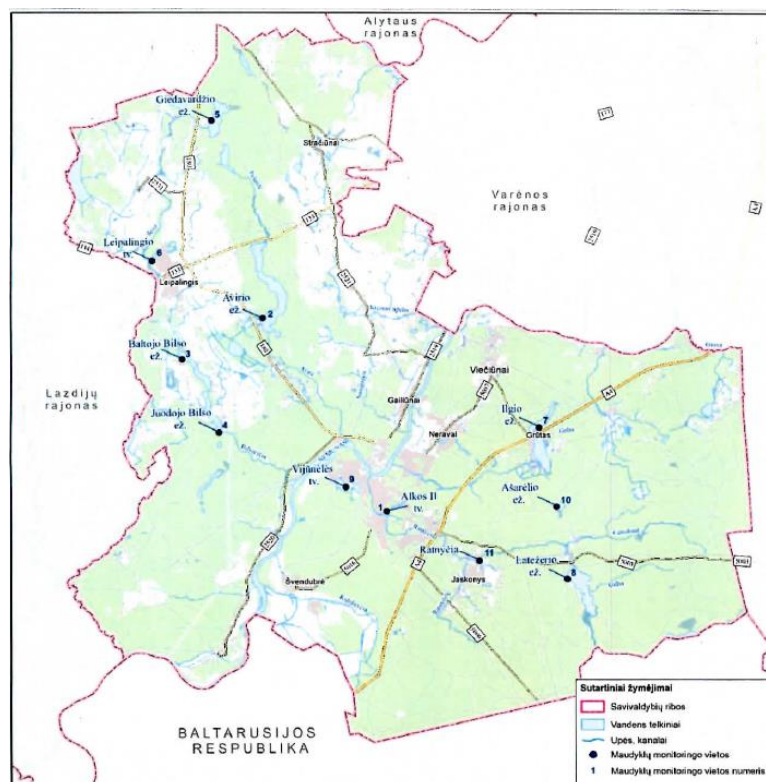 Alytaus
rajonas
Giedavardžio
ež.
5
Stračiūnai
Varėnos
rajonas
Leipalingio
tv.
6
Leipalingis
Avirio
ež.
2
Baltojo Bilso
ež.
3
Lazdijų
rajonas
Juodojo Bilso
ež.
4
Viečiūnai
Gailiūnai
Neravai
Ilgio
ež.
7
Grūtas
A4
Vijūnėlės
tv.
9
Alkos II
tv.
1
Ašarėlio
ež.
10
Ratnyčia
11
Jaskonys
Latežerio
ež.
8
Švendubrė
BALTARUSIJOS
RESPUBLIKA
Sutartiniai žymėjimai
Savivaldybių ribos
Vandens telkiniai
Upės, kanalai
Maudyklų monitoringo vietos
1 Maudyklų monitoringo vietos numeris